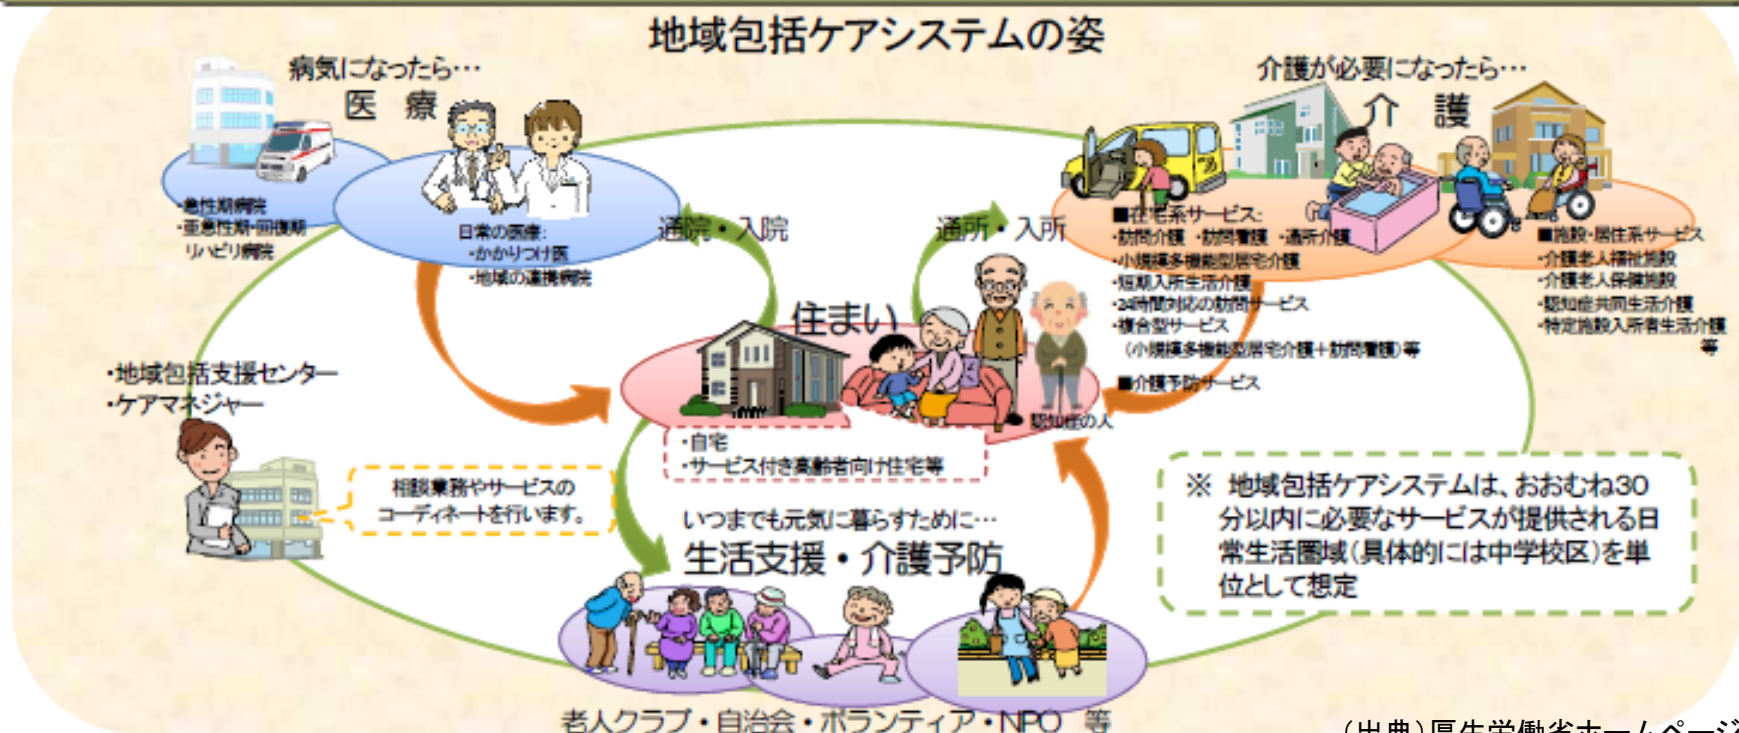 地域包括ケアシステムの姿
病気になったら…
医 療
・急性期病院
・亜急性期・回復期
リハビリ病院
日常の医療:
・かかりつけ医
・地域の連携病院
通院・入院
介護が必要になったら…
介 護
通所・入所
■在宅系サービス:
・訪問介護 ・訪問看護 ・通所介護
・小規模多機能型居宅介護
・短期入所生活介護
・24時間対応の訪問サービス
・複合型サービス
（小規模多機能型居宅介護＋訪問看護）等
■介護予防サービス
■施設・居住系サービス
・介護老人福祉施設
・介護老人保健施設
・認知症共同生活介護
・特定施設入所者生活介護
等
住まい
認知症の人
・自宅
・サービス付き高齢者向け住宅等
・地域包括支援センター
・ケアマネジャー
相談業務やサービスの
コーディネートを行います。
いつまでも元気に暮らすために…
生活支援・介護予防
老人クラブ・自治会・ボランティア・NPO 等
※ 地域包括ケアシステムは、おおむね30
分以内に必要なサービスが提供される日
常生活圏域（具体的には中学校区）を単
位として想定
（出典）厚生労働省ホームページ